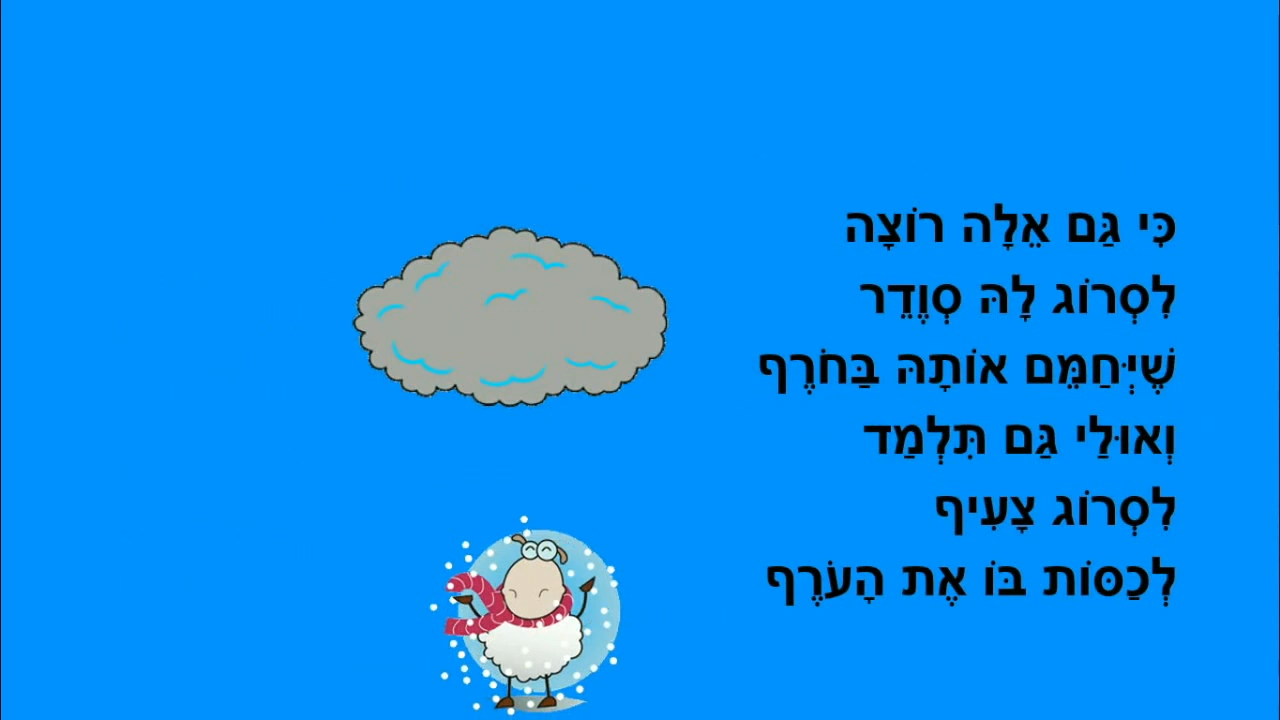 כִּי גַּם אֵלָה רוֹצָה
לִסְרוֹג לָהּ סְוֶדֵר
שֶׁיְּחַמֵּם אוֹתָהּ בַּחֹרֶף
וְאוּלַי גַּם תִּלְמַד
לִסְרוֹג צָעִיף
לְכַסּוֹת בּוֹ אֶת הָעֹרֶף